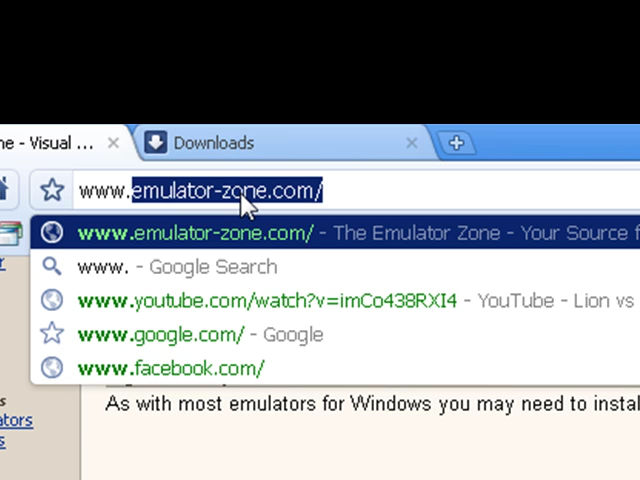 ne - Visual ...
Downloads
www.emulator-zone.com/
www.emulator-zone.com/ - The Emulator Zone - Your Source f
www. - Google Search
www.youtube.com/watch?v=imCo438RXI4 - YouTube - Lion vs
www.google.com/ - Google
www.facebook.com/
As with most emulators for Windows you may need to instal
r
s
ators
s